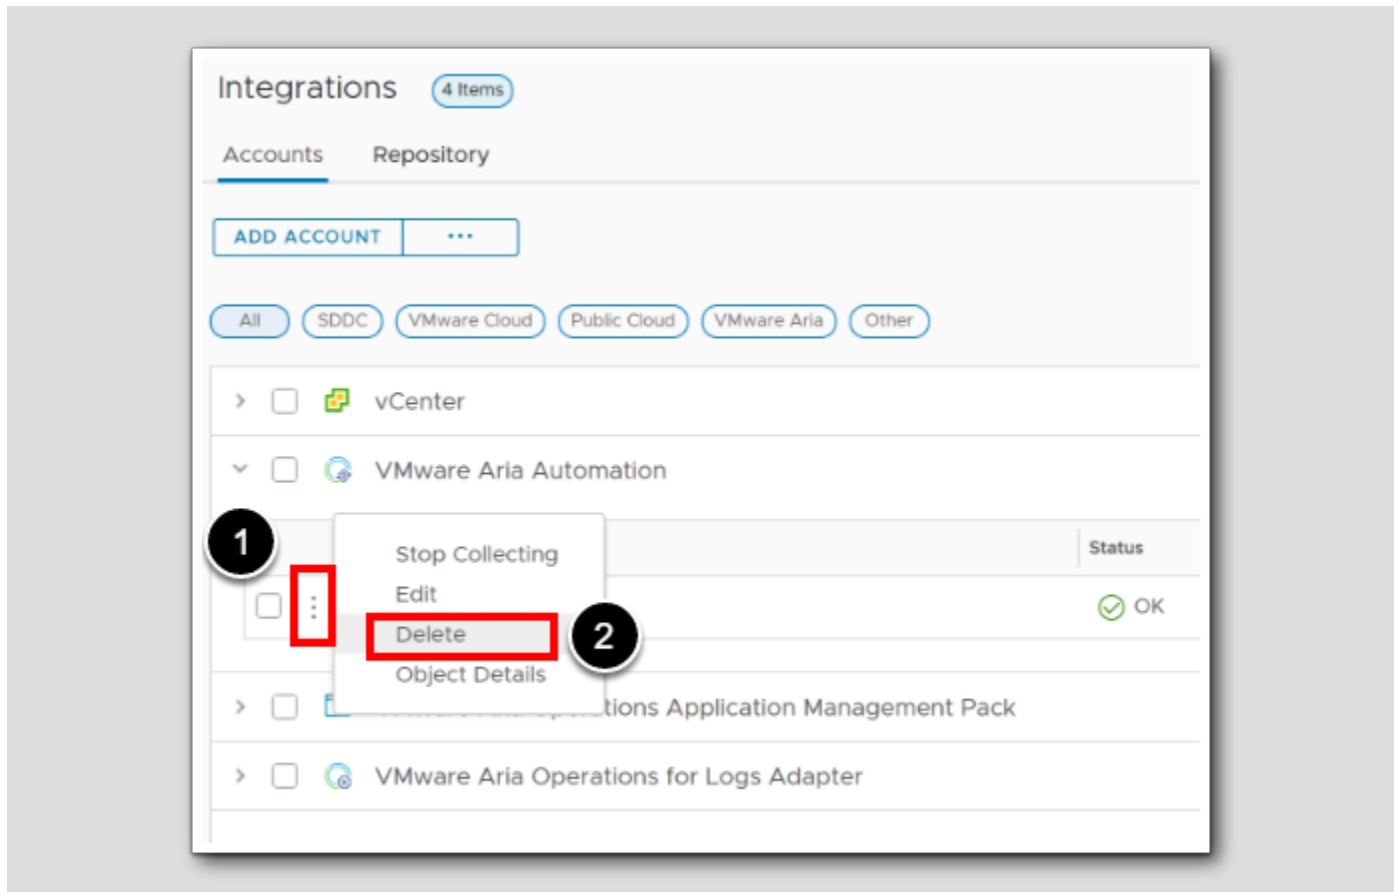 Integrations 4 Items
Accounts Repository
ADD ACCOUNT ...
All SDDC VMware Cloud Public Cloud VMware Aria Other
vCenter
VMware Aria Automation
1
Stop Collecting
Status
Edit
OK
Delete
2
Object Details
tions Application Management Pack
VMware Aria Operations for Logs Adapter